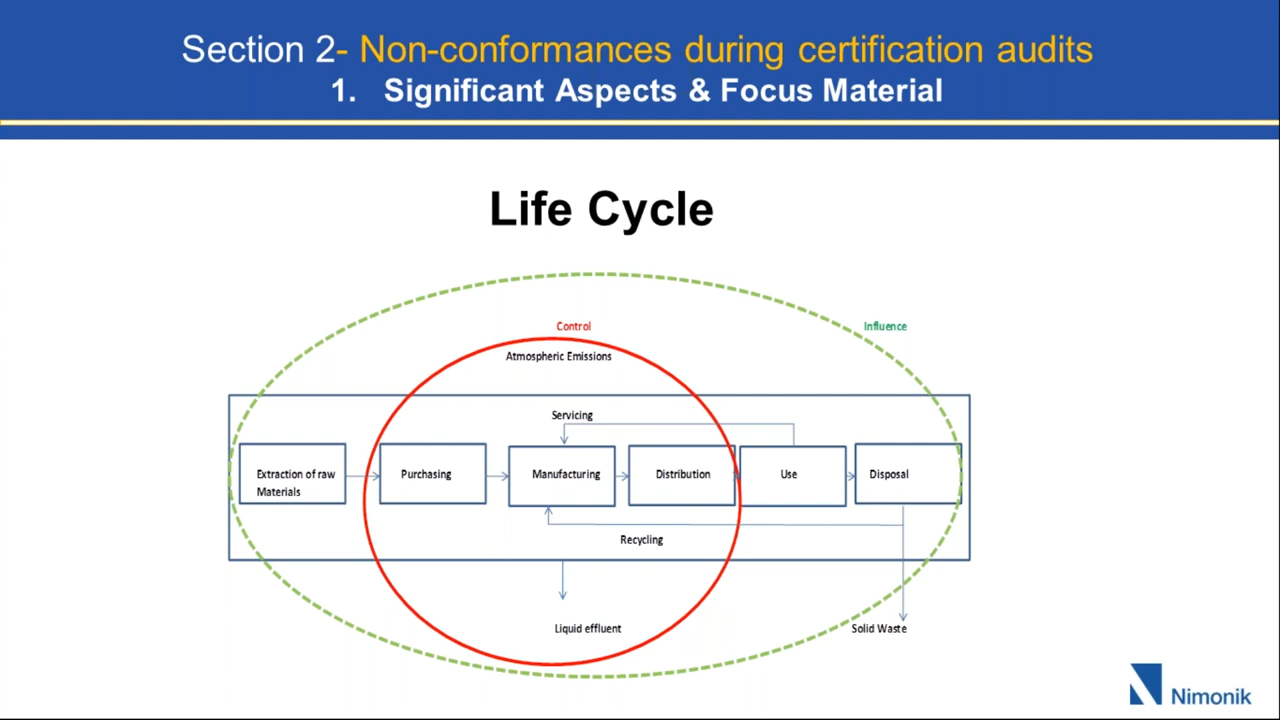 Section 2- Non-conformances during certification audits
1. Significant Aspects & Focus Material
Life Cycle
Control
Influence
Atmospheric Emissions
Servicing
Extraction of raw
Materials
Purchasing
Manufacturing
Distribution
Use
Disposal
Recycling
Liquid effluent
Solid Waste
Nimonik